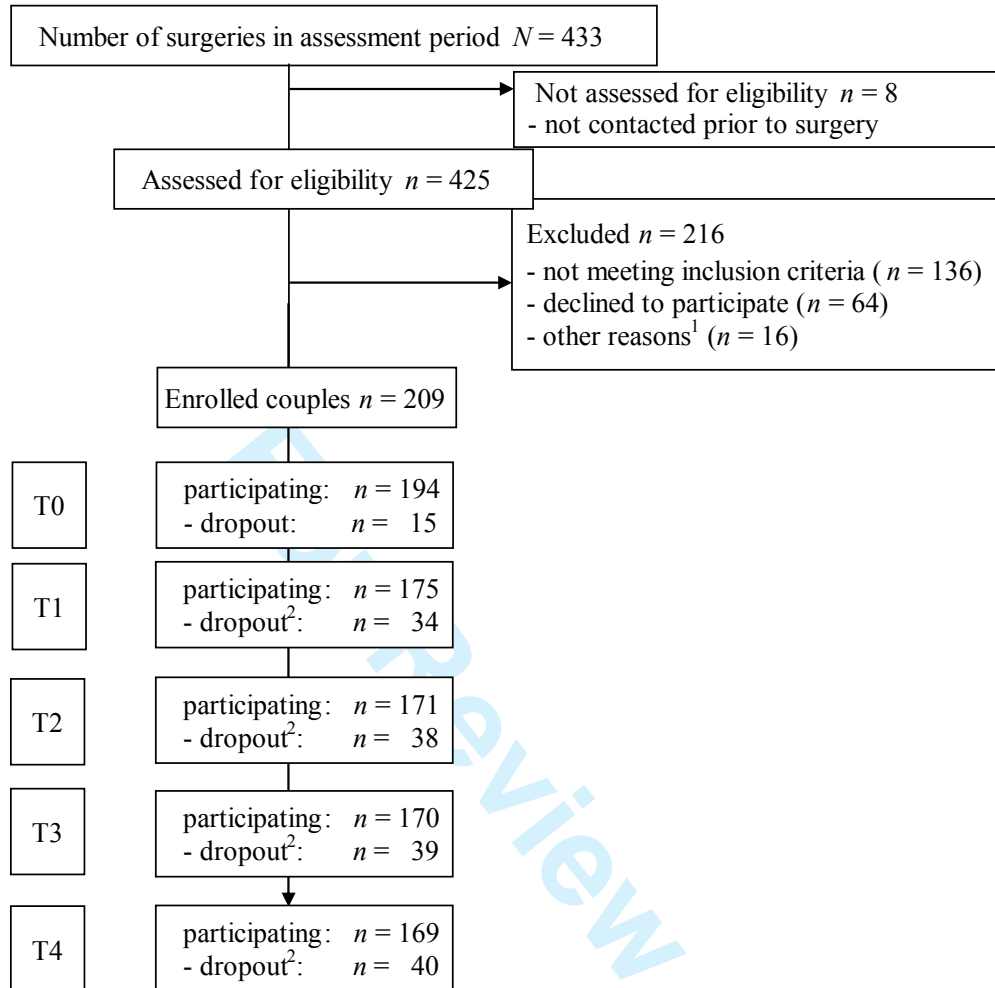 Number of surgeries in assessment period N = 433
Not assessed for eligibility n = 8
- not contacted prior to surgery
Assessed for eligibility n = 425
Excluded n = 216
- not meeting inclusion criteria ( n = 136)
- declined to participate (n = 64)
- other reasons¹ (n = 16)
Enrolled couples n = 209
T0
participating: n = 194
- dropout: n = 15
T1
participating: n = 175
- dropout²: n = 34
T2
participating: n = 171
- dropout²: n = 38
T3
participating: n = 170
- dropout²: n = 39
T4
participating: n = 169
- dropout²: n = 40
For Review